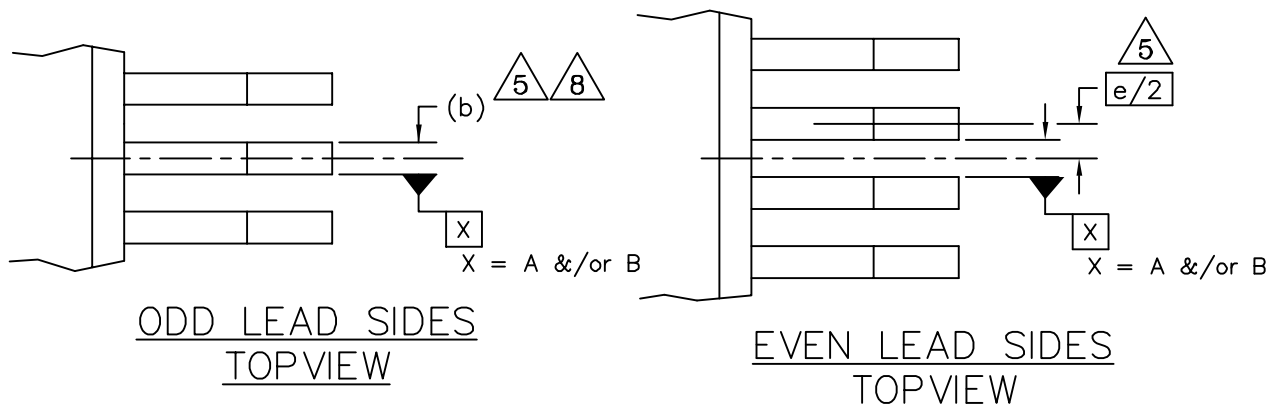 (b) 5 8
X
X = A &/or B
ODD LEAD SIDES
TOPVIEW
5
e/2
X
X = A &/or B
EVEN LEAD SIDES
TOPVIEW